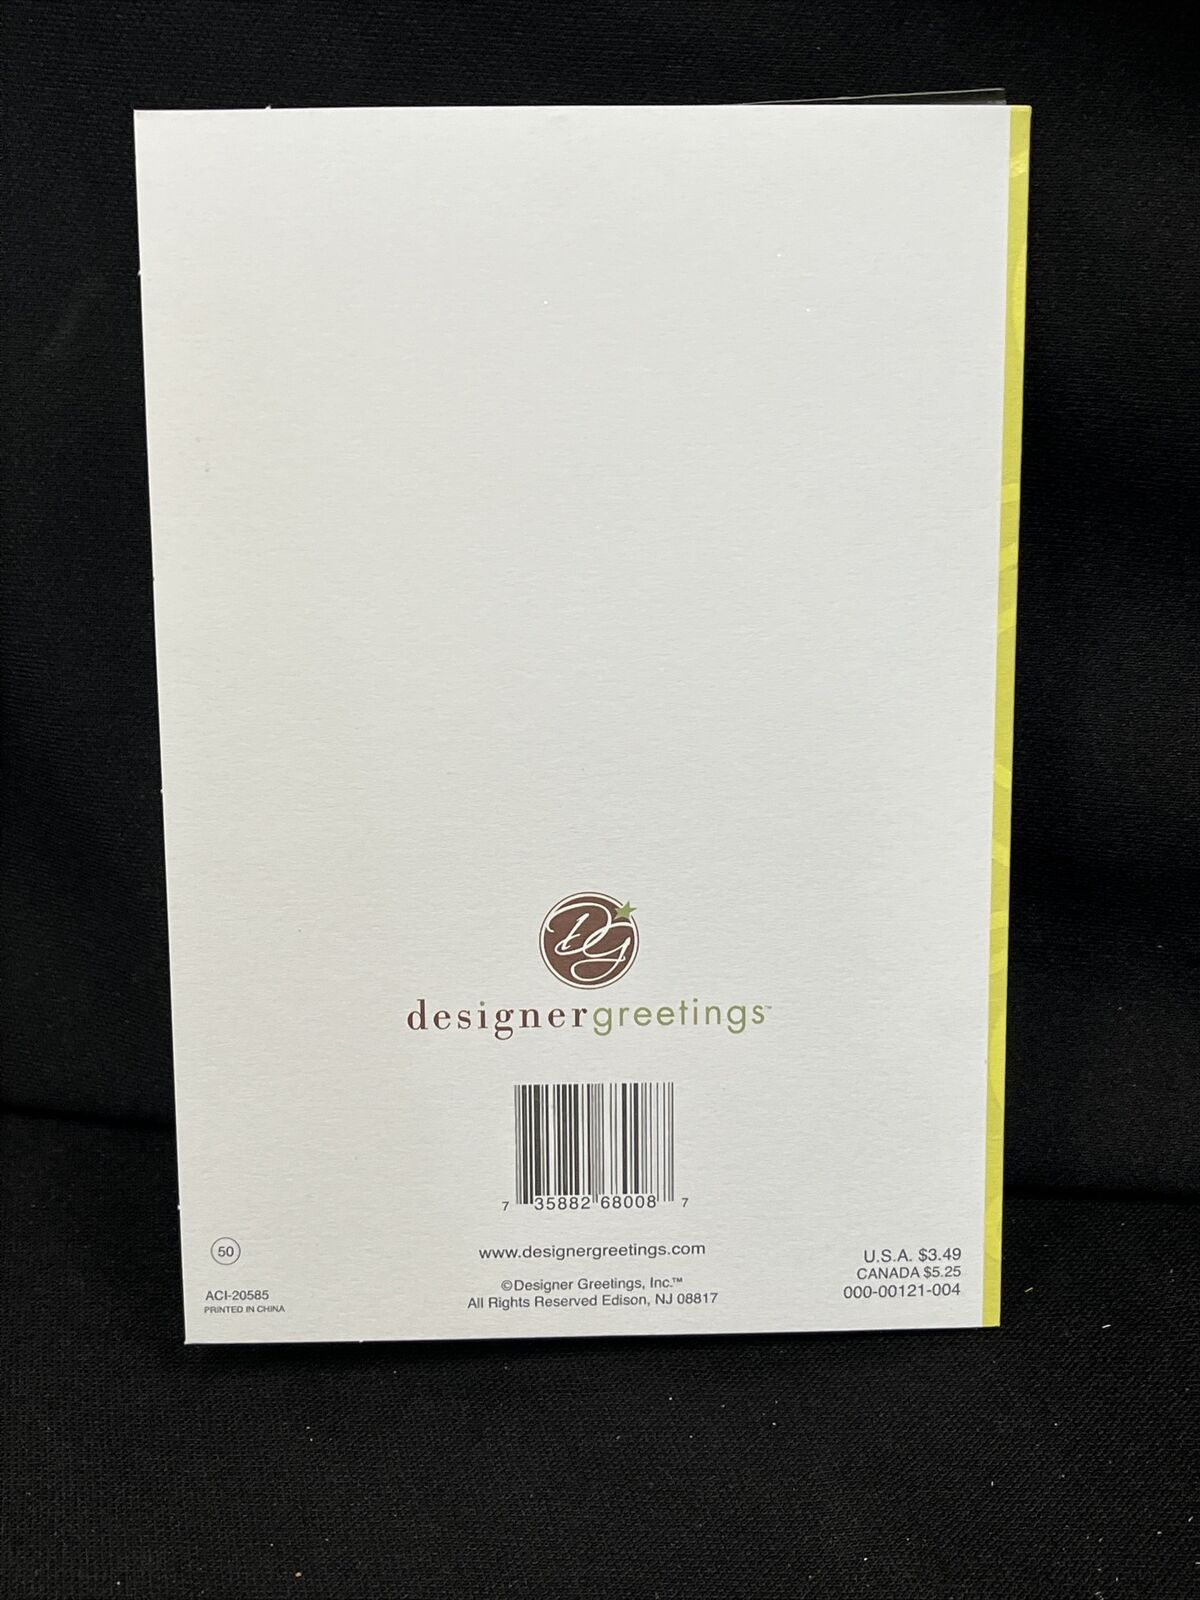 DG
designergreetings™
7 35882 68008 7
50
www.designergreetings.com
U.S.A. $3.49
CANADA $5.25
000-00121-004
©Designer Greetings, Inc.™
All Rights Reserved Edison, NJ 08817
ACI-20585
PRINTED IN CHINA